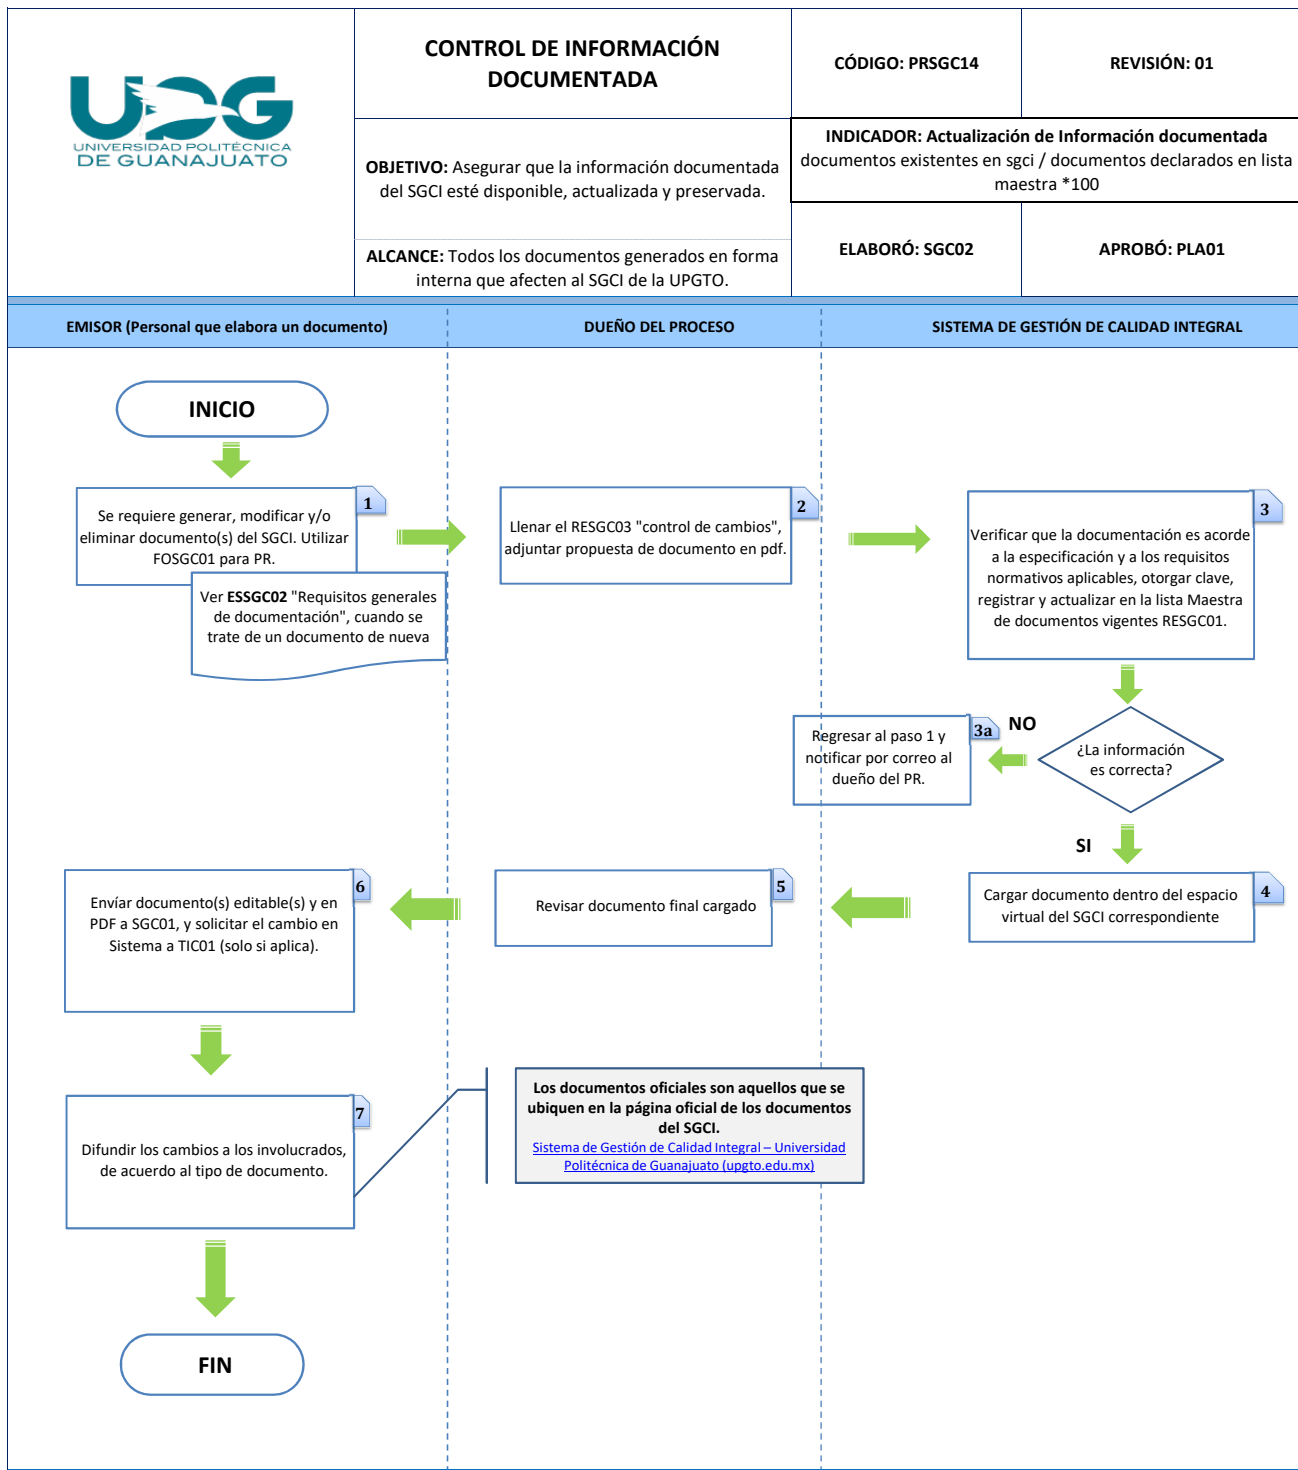 UPG
UNIVERSIDAD POLITÉCNICA
DE GUANAJUATO
CONTROL DE INFORMACIÓN
DOCUMENTADA
CÓDIGO: PRSGC14
REVISIÓN: 01
OBJETIVO: Asegurar que la información documentada
del SGCI esté disponible, actualizada y preservada.
INDICADOR: Actualización de Información documentada
documentos existentes en sgci / documentos declarados en lista
maestra *100
ALCANCE: Todos los documentos generados en forma
interna que afecten al SGCI de la UPGTO.
ELABORÓ: SGC02
APROBÓ: PLA01
EMISOR (Personal que elabora un documento)
DUEÑO DEL PROCESO
SISTEMA DE GESTIÓN DE CALIDAD INTEGRAL
INICIO
1
Se requiere generar, modificar y/o
eliminar documento(s) del SGCI. Utilizar
FOSGC01 para PR.
Ver ESSGC02 "Requisitos generales
de documentación", cuando se
trate de un documento de nueva
2
Llenar el RESGC03 "control de cambios",
adjuntar propuesta de documento en pdf.
3
Verificar que la documentación es acorde
a la especificación y a los requisitos
normativos aplicables, otorgar clave,
registrar y actualizar en la lista Maestra
de documentos vigentes RESGC01.
¿La información
es correcta?
NO
3a
Regresar al paso 1 y
notificar por correo al
dueño del PR.
SI
4
Cargar documento dentro del espacio
virtual del SGCI correspondiente
5
Revisar documento final cargado
6
Envíar documento(s) editable(s) y en
PDF a SGC01, y solicitar el cambio en
Sistema a TIC01 (solo si aplica).
7
Difundir los cambios a los involucrados,
de acuerdo al tipo de documento.
Los documentos oficiales son aquellos que se
ubiquen en la página oficial de los documentos
del SGCI.
Sistema de Gestión de Calidad Integral – Universidad
Politécnica de Guanajuato (upgto.edu.mx)
FIN